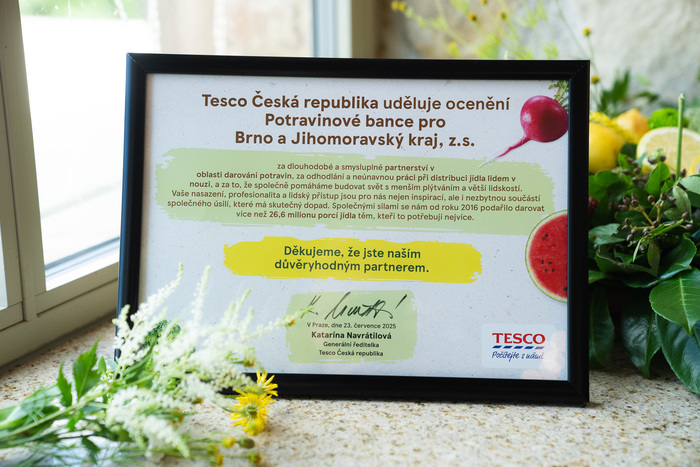 Tesco Česká republika uděluje ocenění
Potravinové bance pro
Brno a Jihomoravský kraj, z.s.
za dlouhodobé a smysluplné partnerství v
oblasti darování potravin, za odhodlání a neúnavnou práci při distribuci jídla lidem v
nouzi, a za to, že společně pomáháme budovat svět s menším plýtváním a větší lidskostí.
Vaše nasazení, profesionalita a lidský přístup jsou pro nás nejen inspirací, ale i nezbytnou součástí
společného úsilí, které má skutečný dopad. Společnými silami se nám od roku 2016 podařilo darovat
více než 26,6 milionu porcí jídla těm, kteří to potřebují nejvíce.
Děkujeme, že jste naším
důvěryhodným partnerem.
V Praze, dne 23. července 2025
Katarína Navrátilová
Generální ředitelka
Tesco Česká republika
TESCO
Počítejte s námi